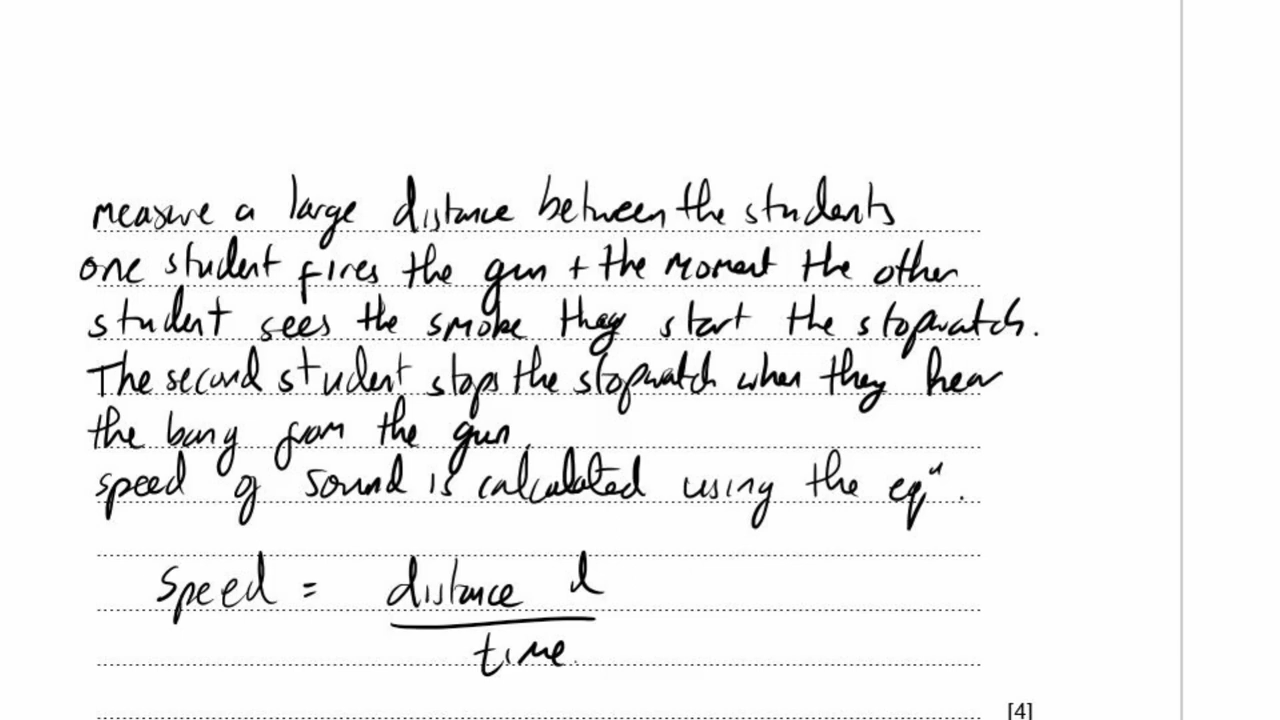 measure a large distance between the students
one student fires the gun + the moment the other
student sees the smoke they start the stopwatch.
The second student stops the stopwatch when they hear
the bang from the gun.
speed of sound is calculated using the eqⁿ.
speed = distance d
time.
[4]